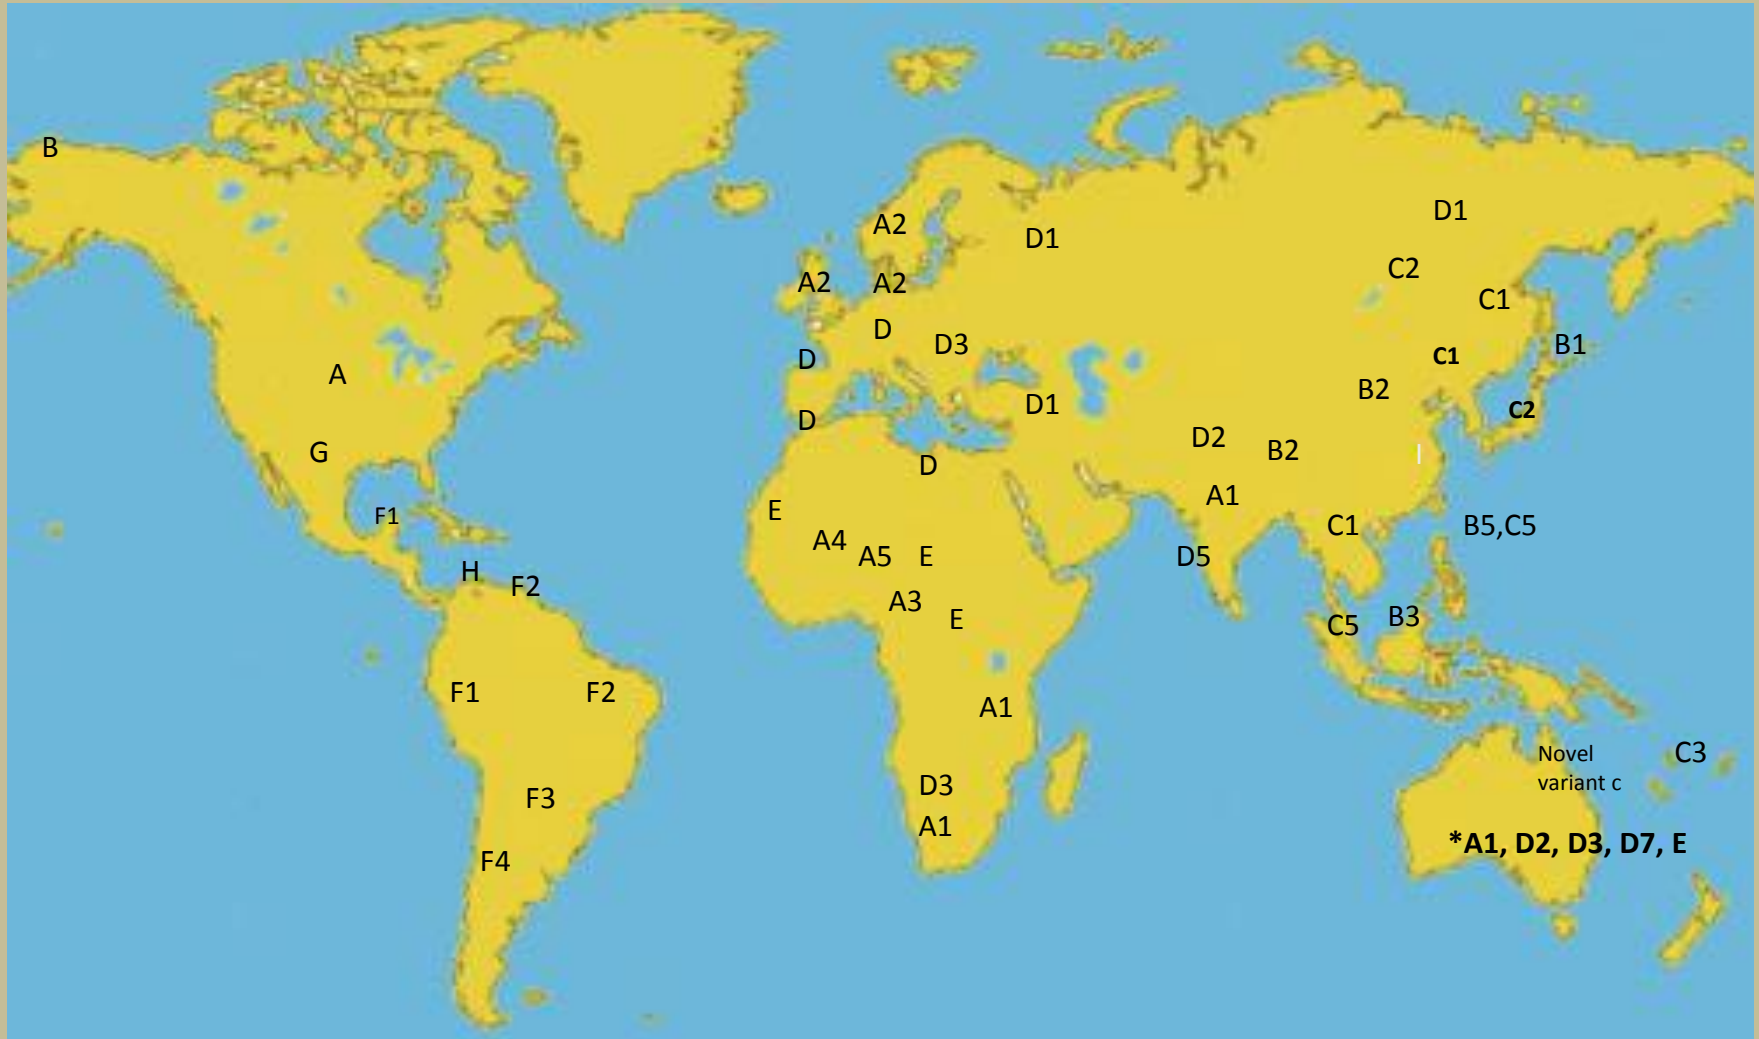 B
D1
A2
D1
C2
A2
A2
C1
D
D3
B1
D
C1
A
B2
D1
C2
D
D2
B2
G
D
A1
E
F1
C1
B5,C5
A4
A5
E
D5
H
F2
A3
E
B3
C5
F1
F2
A1
Novel
variant c
C3
D3
F3
A1
*A1, D2, D3, D7, E
F4